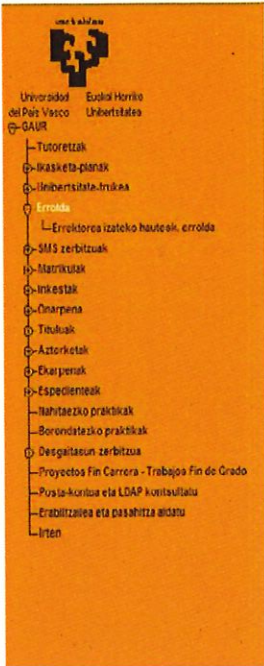 Universidad Euskal Herriko
del País Vasco Unibertsitatea
GAUR
Tutoretzak
Ikasketa-planak
Unibertsitate-trukea
Errolda
Errektorea izateko hautesk. errolda
SMS zerbitzuak
Matrikulak
Inkestak
Onarpena
Tituluak
Azterketak
Ekarpenak
Espedienteak
Nahitaezko praktikak
Borondatezko praktikak
Desgaitasun zerbitzua
Proyectos Fin Carrera - Trabajos Fin de Grado
Posta-kontua eta LDAP kontsultatu
Erabiltzailea eta pasahitza aldatu
Irten